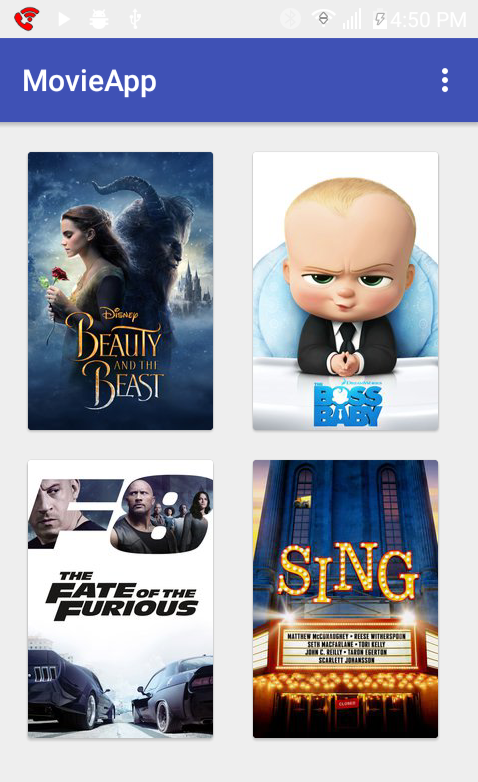 4:50 PM
MovieApp
Disney
BEAUTY
AND THE
BEAST
DREAMWORKS
THE
BOSS
BABY
F8
THE
FATE OF THE
FURIOUS
SING
MATTHEW McCONAUGHEY • REESE WITHERSPOON
SETH MACFARLANE • TORI KELLY
JOHN C. REILLY • TARON EGERTON
SCARLETT JOHANSSON
CLOSED